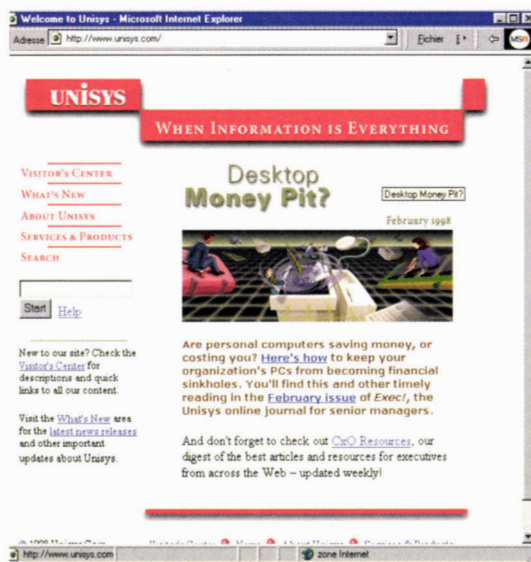 Welcome to Unisys - Microsoft Internet Explorer
Adresse http://www.unisys.com/ Fichier
MSN
UNISYS
WHEN INFORMATION IS EVERYTHING
VISITOR'S CENTER
WHAT'S NEW
ABOUT UNISYS
SERVICES & PRODUCTS
SEARCH
Start Help
New to our site? Check the
Visitor's Center for
descriptions and quick
links to all our content.
Visit the What's New area
for the latest news releases
and other important
updates about Unisys.
Desktop
Money Pit?
Desktop Money Pit?
February 1998
Are personal computers saving money, or
costing you? Here's how to keep your
organization's PCs from becoming financial
sinkholes. You'll find this and other timely
reading in the February issue of Exec!, the
Unisys online journal for senior managers.
And don't forget to check out CxO Resources, our
digest of the best articles and resources for executives
from across the Web – updated weekly!
http://www.unisys.com zone Internet